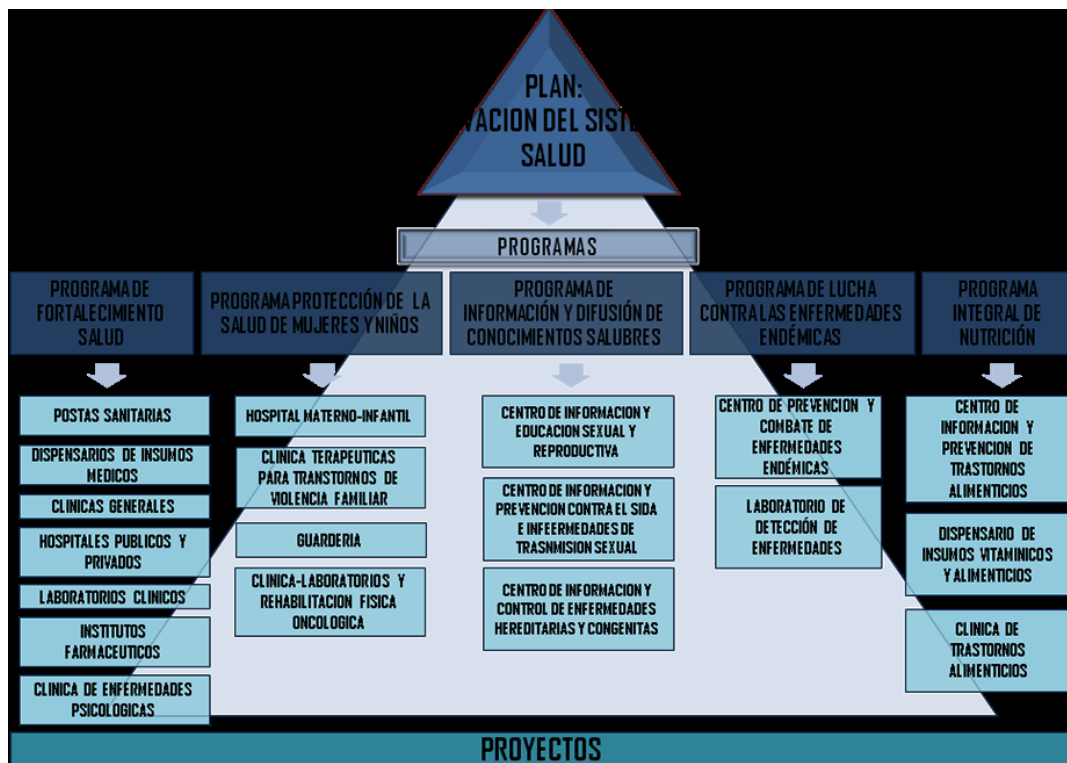 PLAN:
VACION DEL SISTE
SALUD
PROGRAMAS
PROGRAMA DE
FORTALECIMIENTO
SALUD
PROGRAMA PROTECCIÓN DE LA
SALUD DE MUJERES Y NIÑOS
PROGRAMA DE
INFORMACIÓN Y DIFUSIÓN DE
CONOCIMIENTOS SALUBRES
PROGRAMA DE LUCHA
CONTRA LAS ENFERMEDADES
ENDÉMICAS
PROGRAMA
INTEGRAL DE
NUTRICIÓN
POSTAS SANITARIAS
DISPENSARIOS DE INSUMOS
MEDICOS
CLINICAS GENERALES
HOSPITALES PUBLICOS Y
PRIVADOS
LABORATORIOS CLINICOS
INSTITUTOS
FARMACEUTICOS
CLINICA DE ENFERMEDADES
PSICOLOGICAS
HOSPITAL MATERNO-INFANTIL
CLINICA TERAPEUTICAS
PARA TRANSTORNOS DE
VIOLENCIA FAMILIAR
GUARDERIA
CLINICA-LABORATORIOS Y
REHABILITACION FISICA
ONCOLOGICA
CENTRO DE INFORMACION Y
EDUCACION SEXUAL Y
REPRODUCTIVA
CENTRO DE INFORMACION Y
PREVENCION CONTRA EL SIDA
E INFEERMEDADES DE
TRASNMISION SEXUAL
CENTRO DE INFORMACION Y
CONTROL DE ENFERMEDADES
HEREDITARIAS Y CONGENITAS
CENTRO DE PREVENCION Y
COMBATE DE
ENFERMEDADES
ENDÉMICAS
LABORATORIO DE
DETECCIÓN DE
ENFERMEDADES
CENTRO DE
INFORMACION Y
PREVENCION DE
TRASTORNOS
ALIMENTICIOS
DISPENSARIO DE
INSUMOS VITAMINICOS
Y ALIMENTICIOS
CLINICA DE
TRASTORNOS
ALIMENTICIOS
PROYECTOS